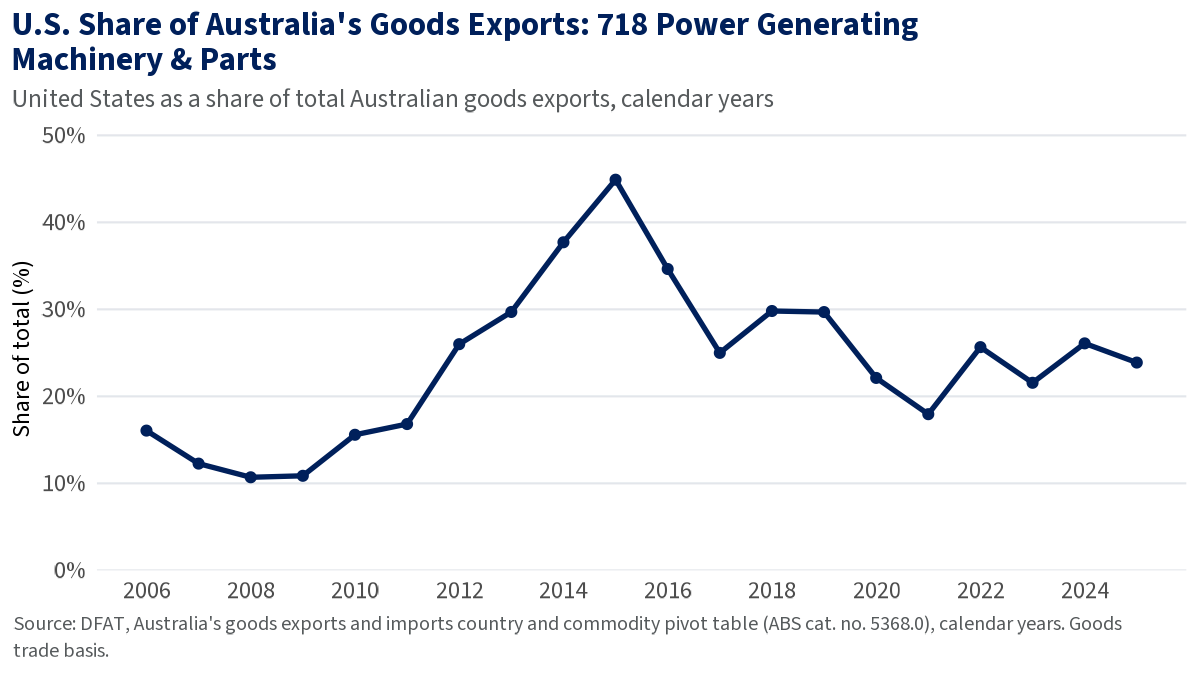 U.S. Share of Australia's Goods Exports: 718 Power Generating
Machinery & Parts
United States as a share of total Australian goods exports, calendar years
Share of total (%)
50%
40%
30%
20%
10%
0%
2006 2008 2010 2012 2014 2016 2018 2020 2022 2024
Source: DFAT, Australia's goods exports and imports country and commodity pivot table (ABS cat. no. 5368.0), calendar years. Goods
trade basis.